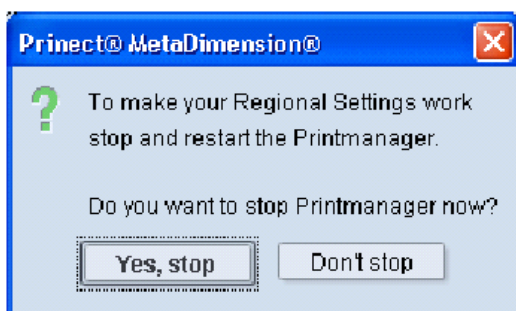 Prinect® MetaDimension®
To make your Regional Settings work
stop and restart the Printmanager.
Do you want to stop Printmanager now?
Yes, stop
Don't stop